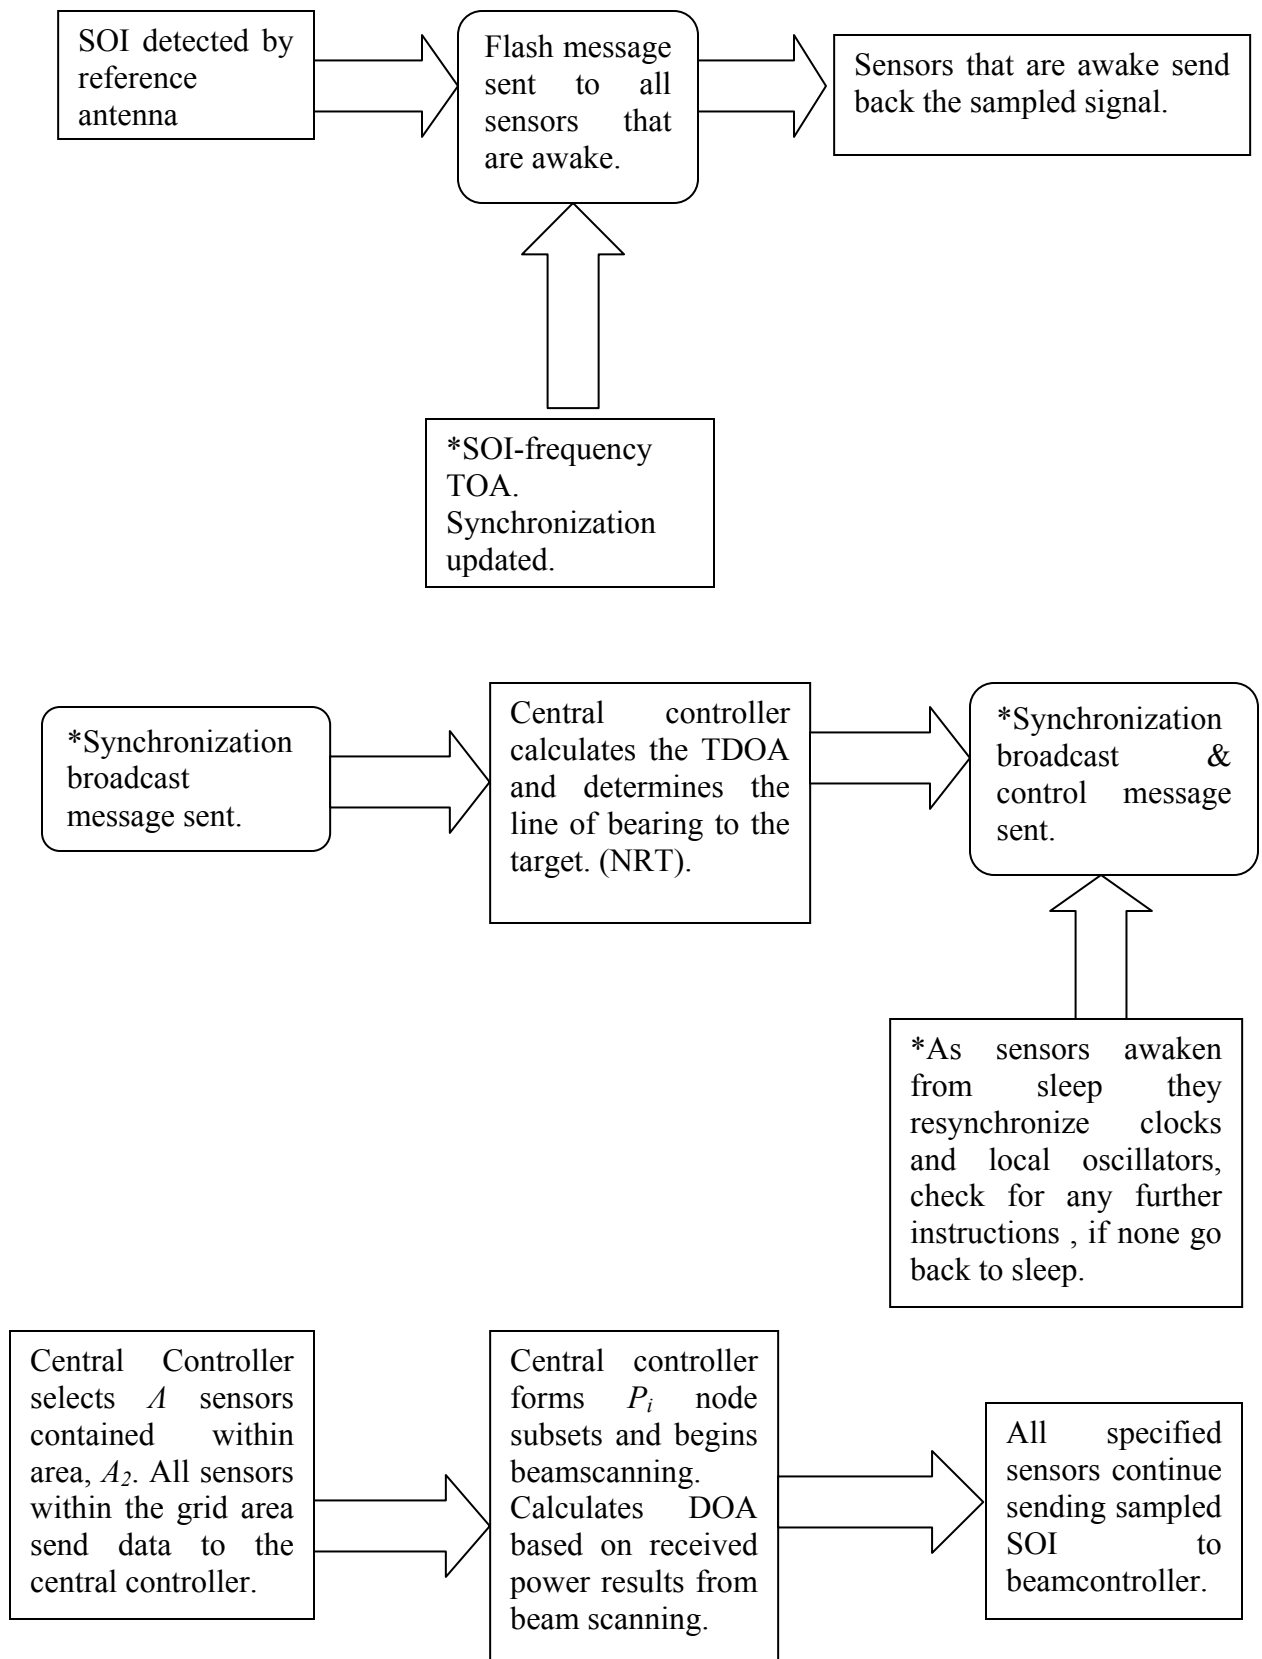 SOI detected by
reference
antenna
Flash message
sent to all
sensors that
are awake.
Sensors that are awake send
back the sampled signal.
*SOI-frequency
TOA.
Synchronization
updated.
*Synchronization
broadcast
message sent.
Central controller
calculates the TDOA
and determines the
line of bearing to the
target. (NRT).
*Synchronization
broadcast &
control message
sent.
*As sensors awaken
from sleep they
resynchronize clocks
and local oscillators,
check for any further
instructions , if none go
back to sleep.
Central Controller
selects Λ sensors
contained within
area, A₂. All sensors
within the grid area
send data to the
central controller.
Central controller
forms Pᵢ node
subsets and begins
beamscanning.
Calculates DOA
based on received
power results from
beam scanning.
All specified
sensors continue
sending sampled
SOI to
beamcontroller.